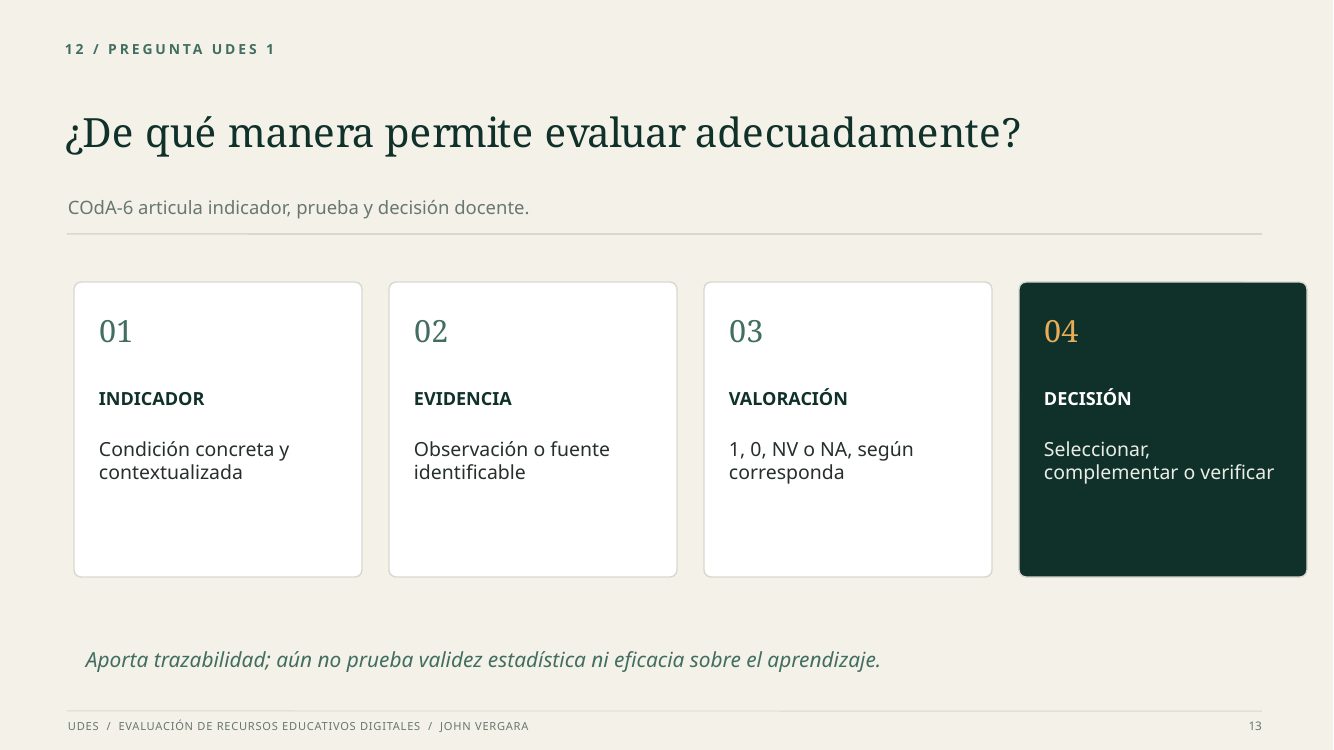 12 / PREGUNTA UDES 1
¿De qué manera permite evaluar adecuadamente?
COdA-6 articula indicador, prueba y decisión docente.
01
INDICADOR
Condición concreta y
contextualizada
02
EVIDENCIA
Observación o fuente
identificable
03
VALORACIÓN
1, 0, NV o NA, según
corresponda
04
DECISIÓN
Seleccionar,
complementar o verificar
Aporta trazabilidad; aún no prueba validez estadística ni eficacia sobre el aprendizaje.
UDES / EVALUACIÓN DE RECURSOS EDUCATIVOS DIGITALES / JOHN VERGARA
13